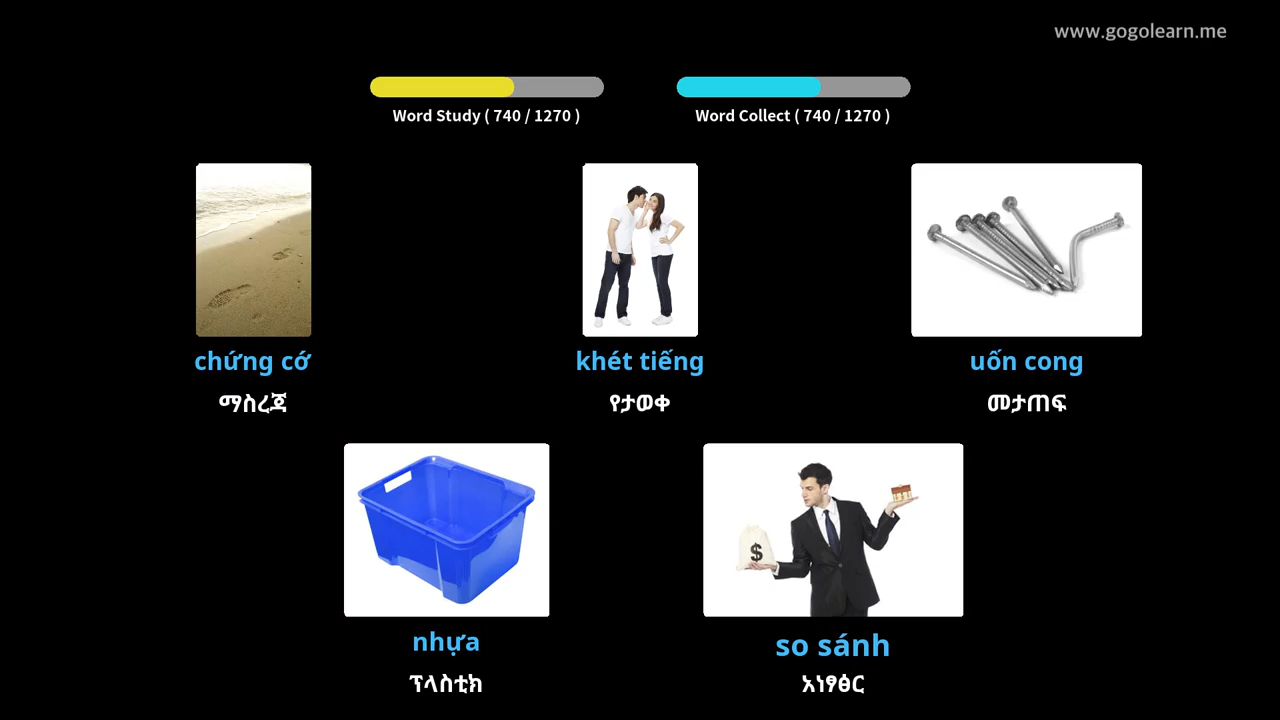 www.gogolearn.me
Word Study ( 740 / 1270 )
Word Collect ( 740 / 1270 )
chứng cớ
khét tiếng
uốn cong
ማስረጃ
የታወቀ
መታጠፍ
$
nhựa
so sánh
ፕላስቲክ
አነፃፅር